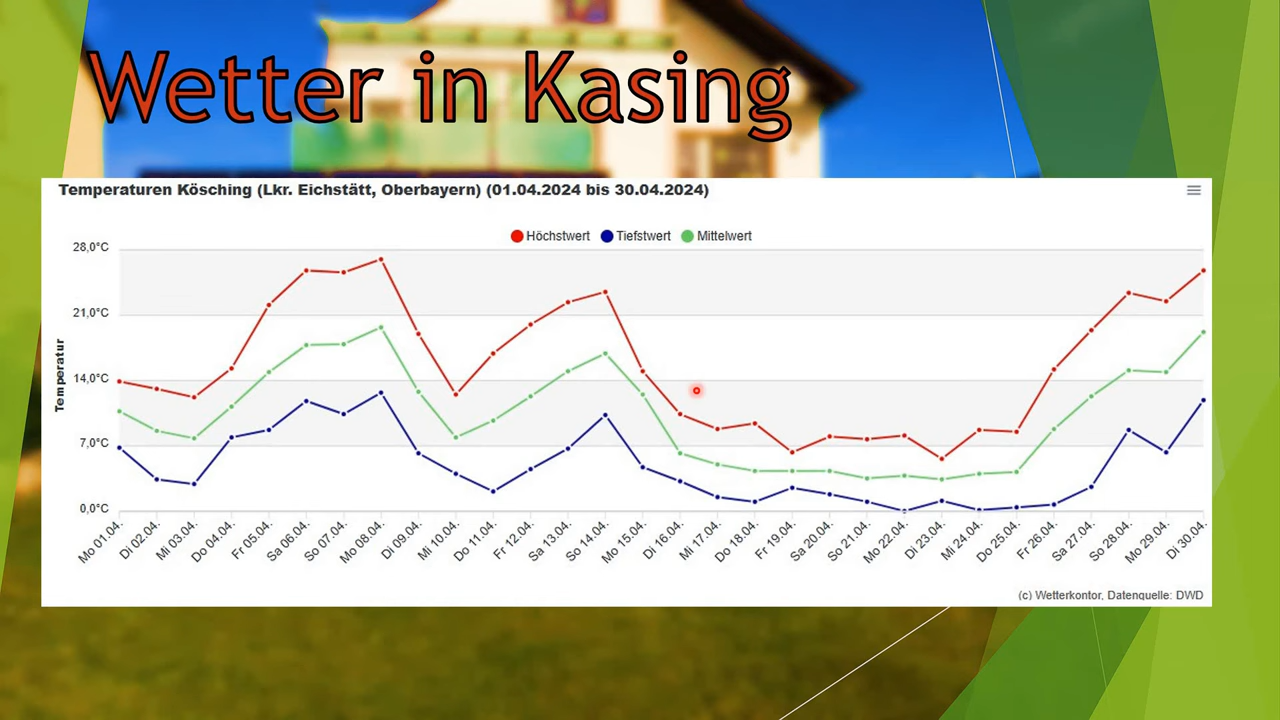 Wetter in Kasing
Temperaturen Kösching (Lkr. Eichstätt, Oberbayern) (01.04.2024 bis 30.04.2024)
Höchstwert Tiefstwert Mittelwert
Temperatur
28,0°C
21,0°C
14,0°C
7,0°C
0,0°C
Mo 01.04. Di 02.04. Mi 03.04. Do 04.04. Fr 05.04. Sa 06.04. So 07.04. Mo 08.04. Di 09.04. Mi 10.04. Do 11.04. Fr 12.04. Sa 13.04. So 14.04. Mo 15.04. Di 16.04. Mi 17.04. Do 18.04. Fr 19.04. Sa 20.04. So 21.04. Mo 22.04. Di 23.04. Mi 24.04. Do 25.04. Fr 26.04. Sa 27.04. So 28.04. Mo 29.04. Di 30.04.
(c) Wetterkontor, Datenquelle: DWD